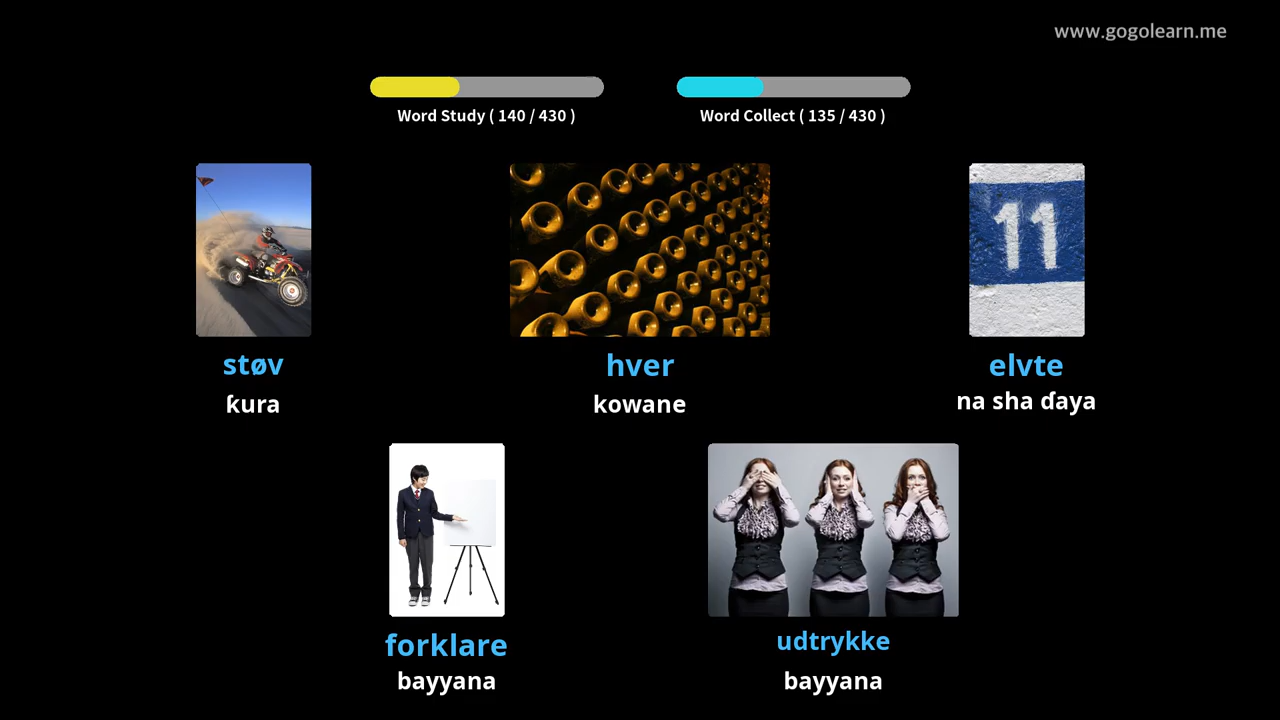 www.gogolearn.me
Word Study ( 140 / 430 )
Word Collect ( 135 / 430 )
11
støv
hver
elvte
ƙura
kowane
na sha ɗaya
forklare
udtrykke
bayyana
bayyana